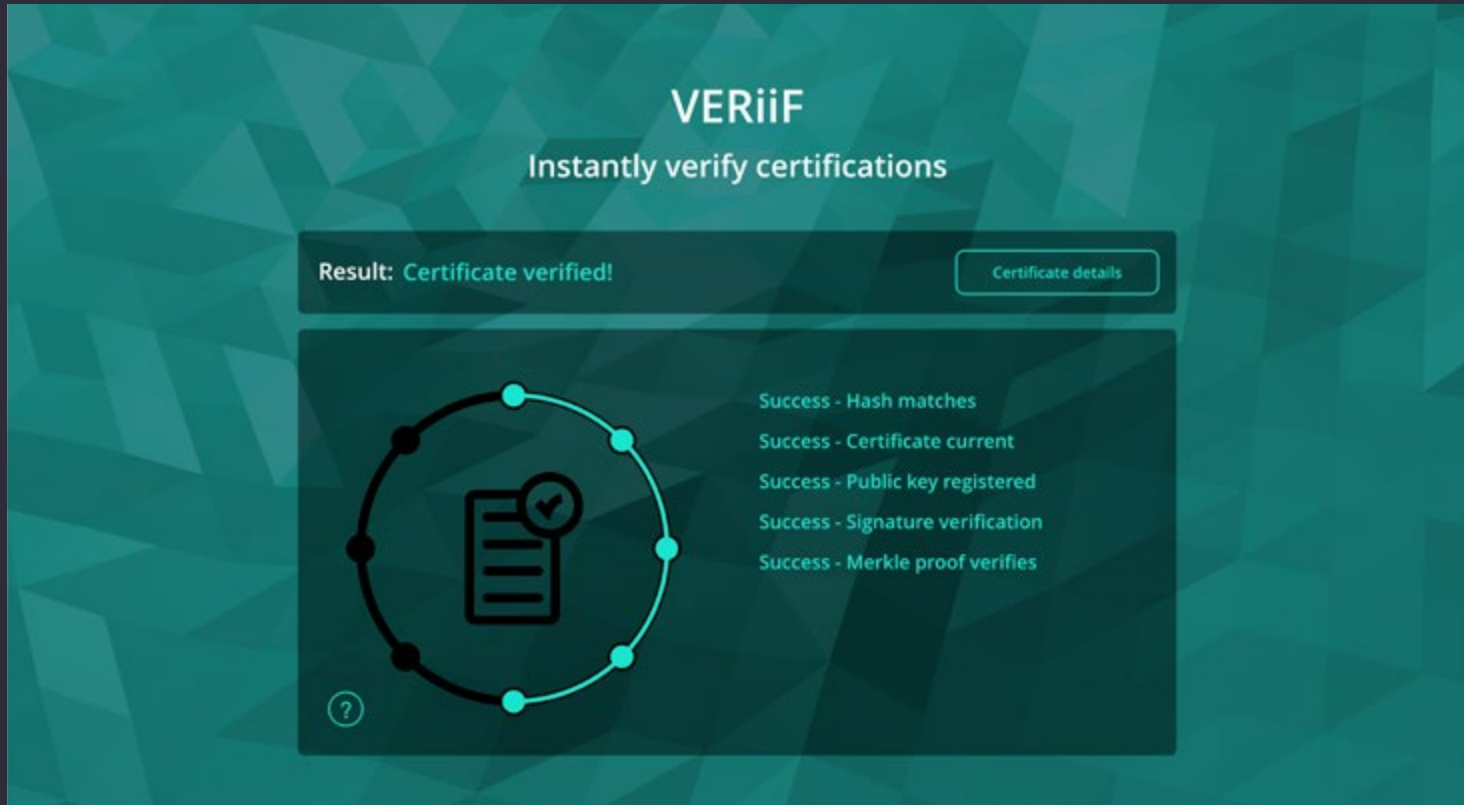 VERiiF
Instantly verify certifications
Result: Certificate verified!
Certificate details
Success - Hash matches
Success - Certificate current
Success - Public key registered
Success - Signature verification
Success - Merkle proof verifies
?